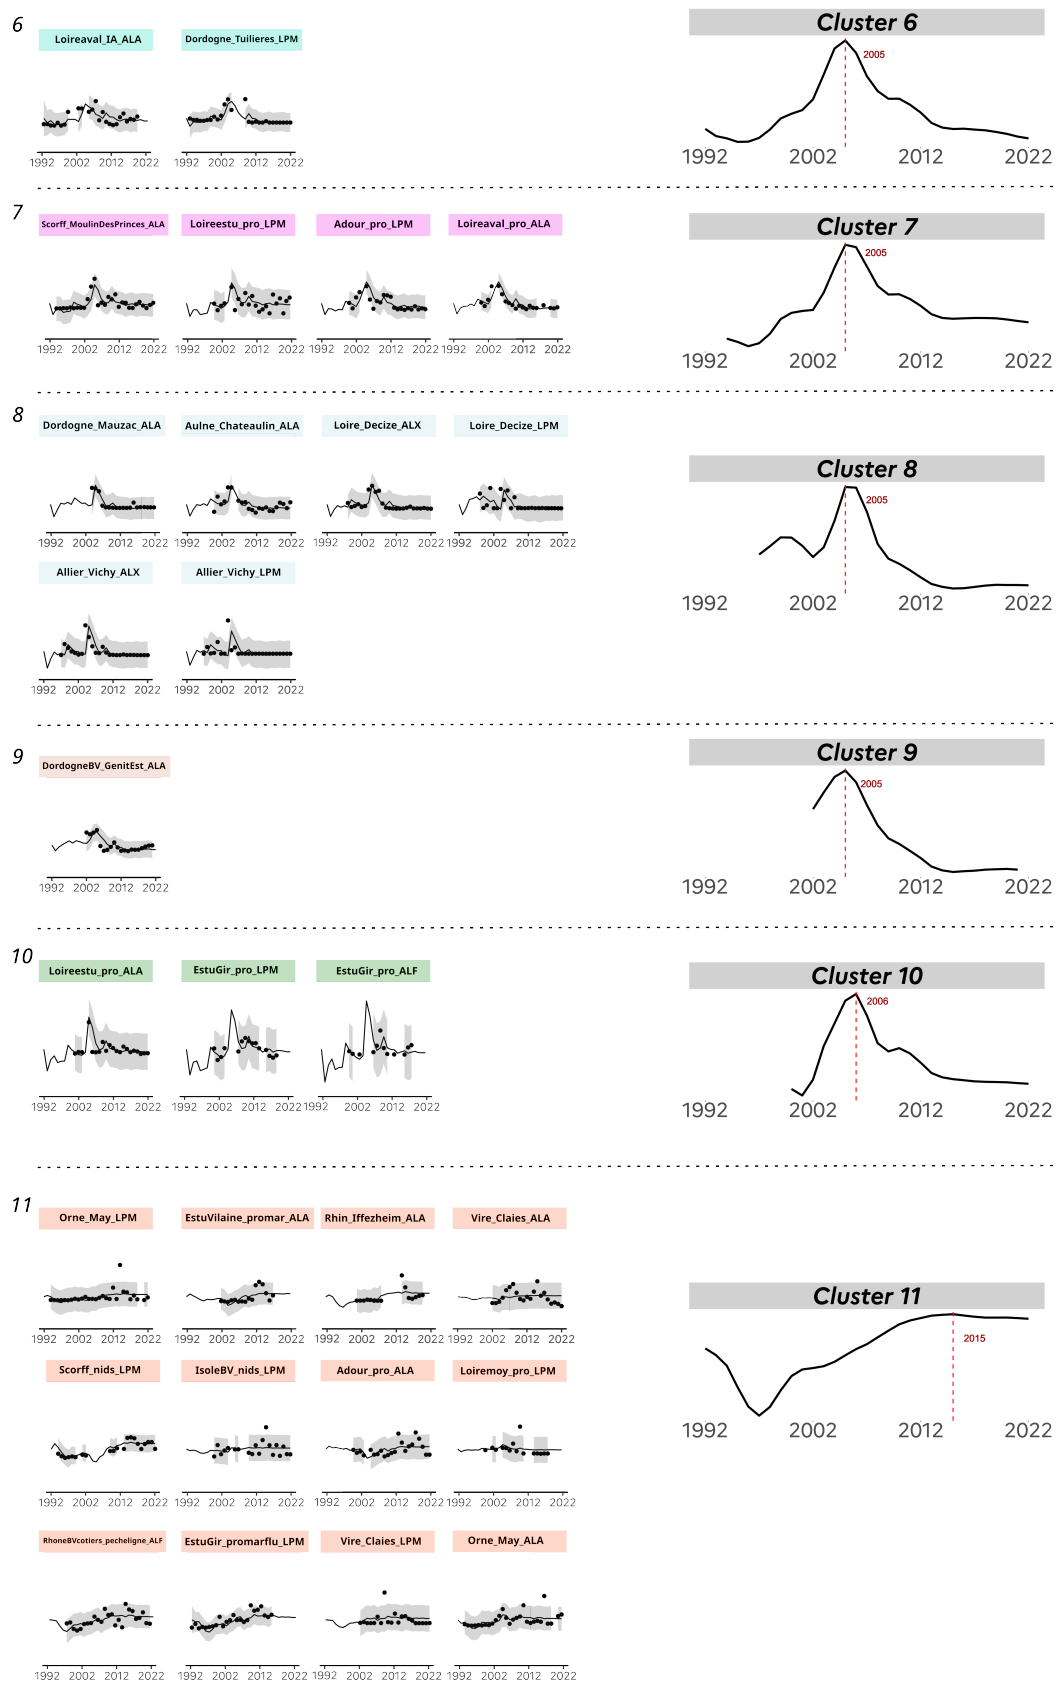 6
Loireaval_IA_ALA Dordogne_Tuilieres_LPM
Cluster 6
2005
1992 2002 2012 2022 1992 2002 2012 2022
1992 2002 2012 2022
7
Scorff_MoulinDesPrinces_ALA Loireestu_pro_LPM Adour_pro_LPM Loireaval_pro_ALA
Cluster 7
2005
1992 2002 2012 2022 1992 2002 2012 2022 1992 2002 2012 2022 1992 2002 2012 2022
1992 2002 2012 2022
8
Dordogne_Mauzac_ALA Aulne_Chateaulin_ALA Loire_Decize_ALX Loire_Decize_LPM
Cluster 8
2005
1992 2002 2012 2022 1992 2002 2012 2022 1992 2002 2012 2022 1992 2002 2012 2022
Allier_Vichy_ALX Allier_Vichy_LPM
1992 2002 2012 2022
1992 2002 2012 2022 1992 2002 2012 2022
9
DordogneBV_GenitEst_ALA
Cluster 9
2005
1992 2002 2012 2022
1992 2002 2012 2022
10
Loireestu_pro_ALA EstuGir_pro_LPM EstuGir_pro_ALF
Cluster 10
2006
1992 2002 2012 2022 1992 2002 2012 2022 1992 2002 2012 2022
1992 2002 2012 2022
11
Orne_May_LPM EstuVilaine_promar_ALA Rhin_Iffezheim_ALA Vire_Claies_ALA
Cluster 11
2015
1992 2002 2012 2022 1992 2002 2012 2022 1992 2002 2012 2022 1992 2002 2012 2022
Scorff_nids_LPM IsoleBV_nids_LPM Adour_pro_ALA Loiremoy_pro_LPM
1992 2002 2012 2022
1992 2002 2012 2022 1992 2002 2012 2022 1992 2002 2012 2022 1992 2002 2012 2022
RhoneBVcotiers_pecheligne_ALF EstuGir_promarflu_LPM Vire_Claies_LPM Orne_May_ALA
1992 2002 2012 2022 1992 2002 2012 2022 1992 2002 2012 2022 1992 2002 2012 2022